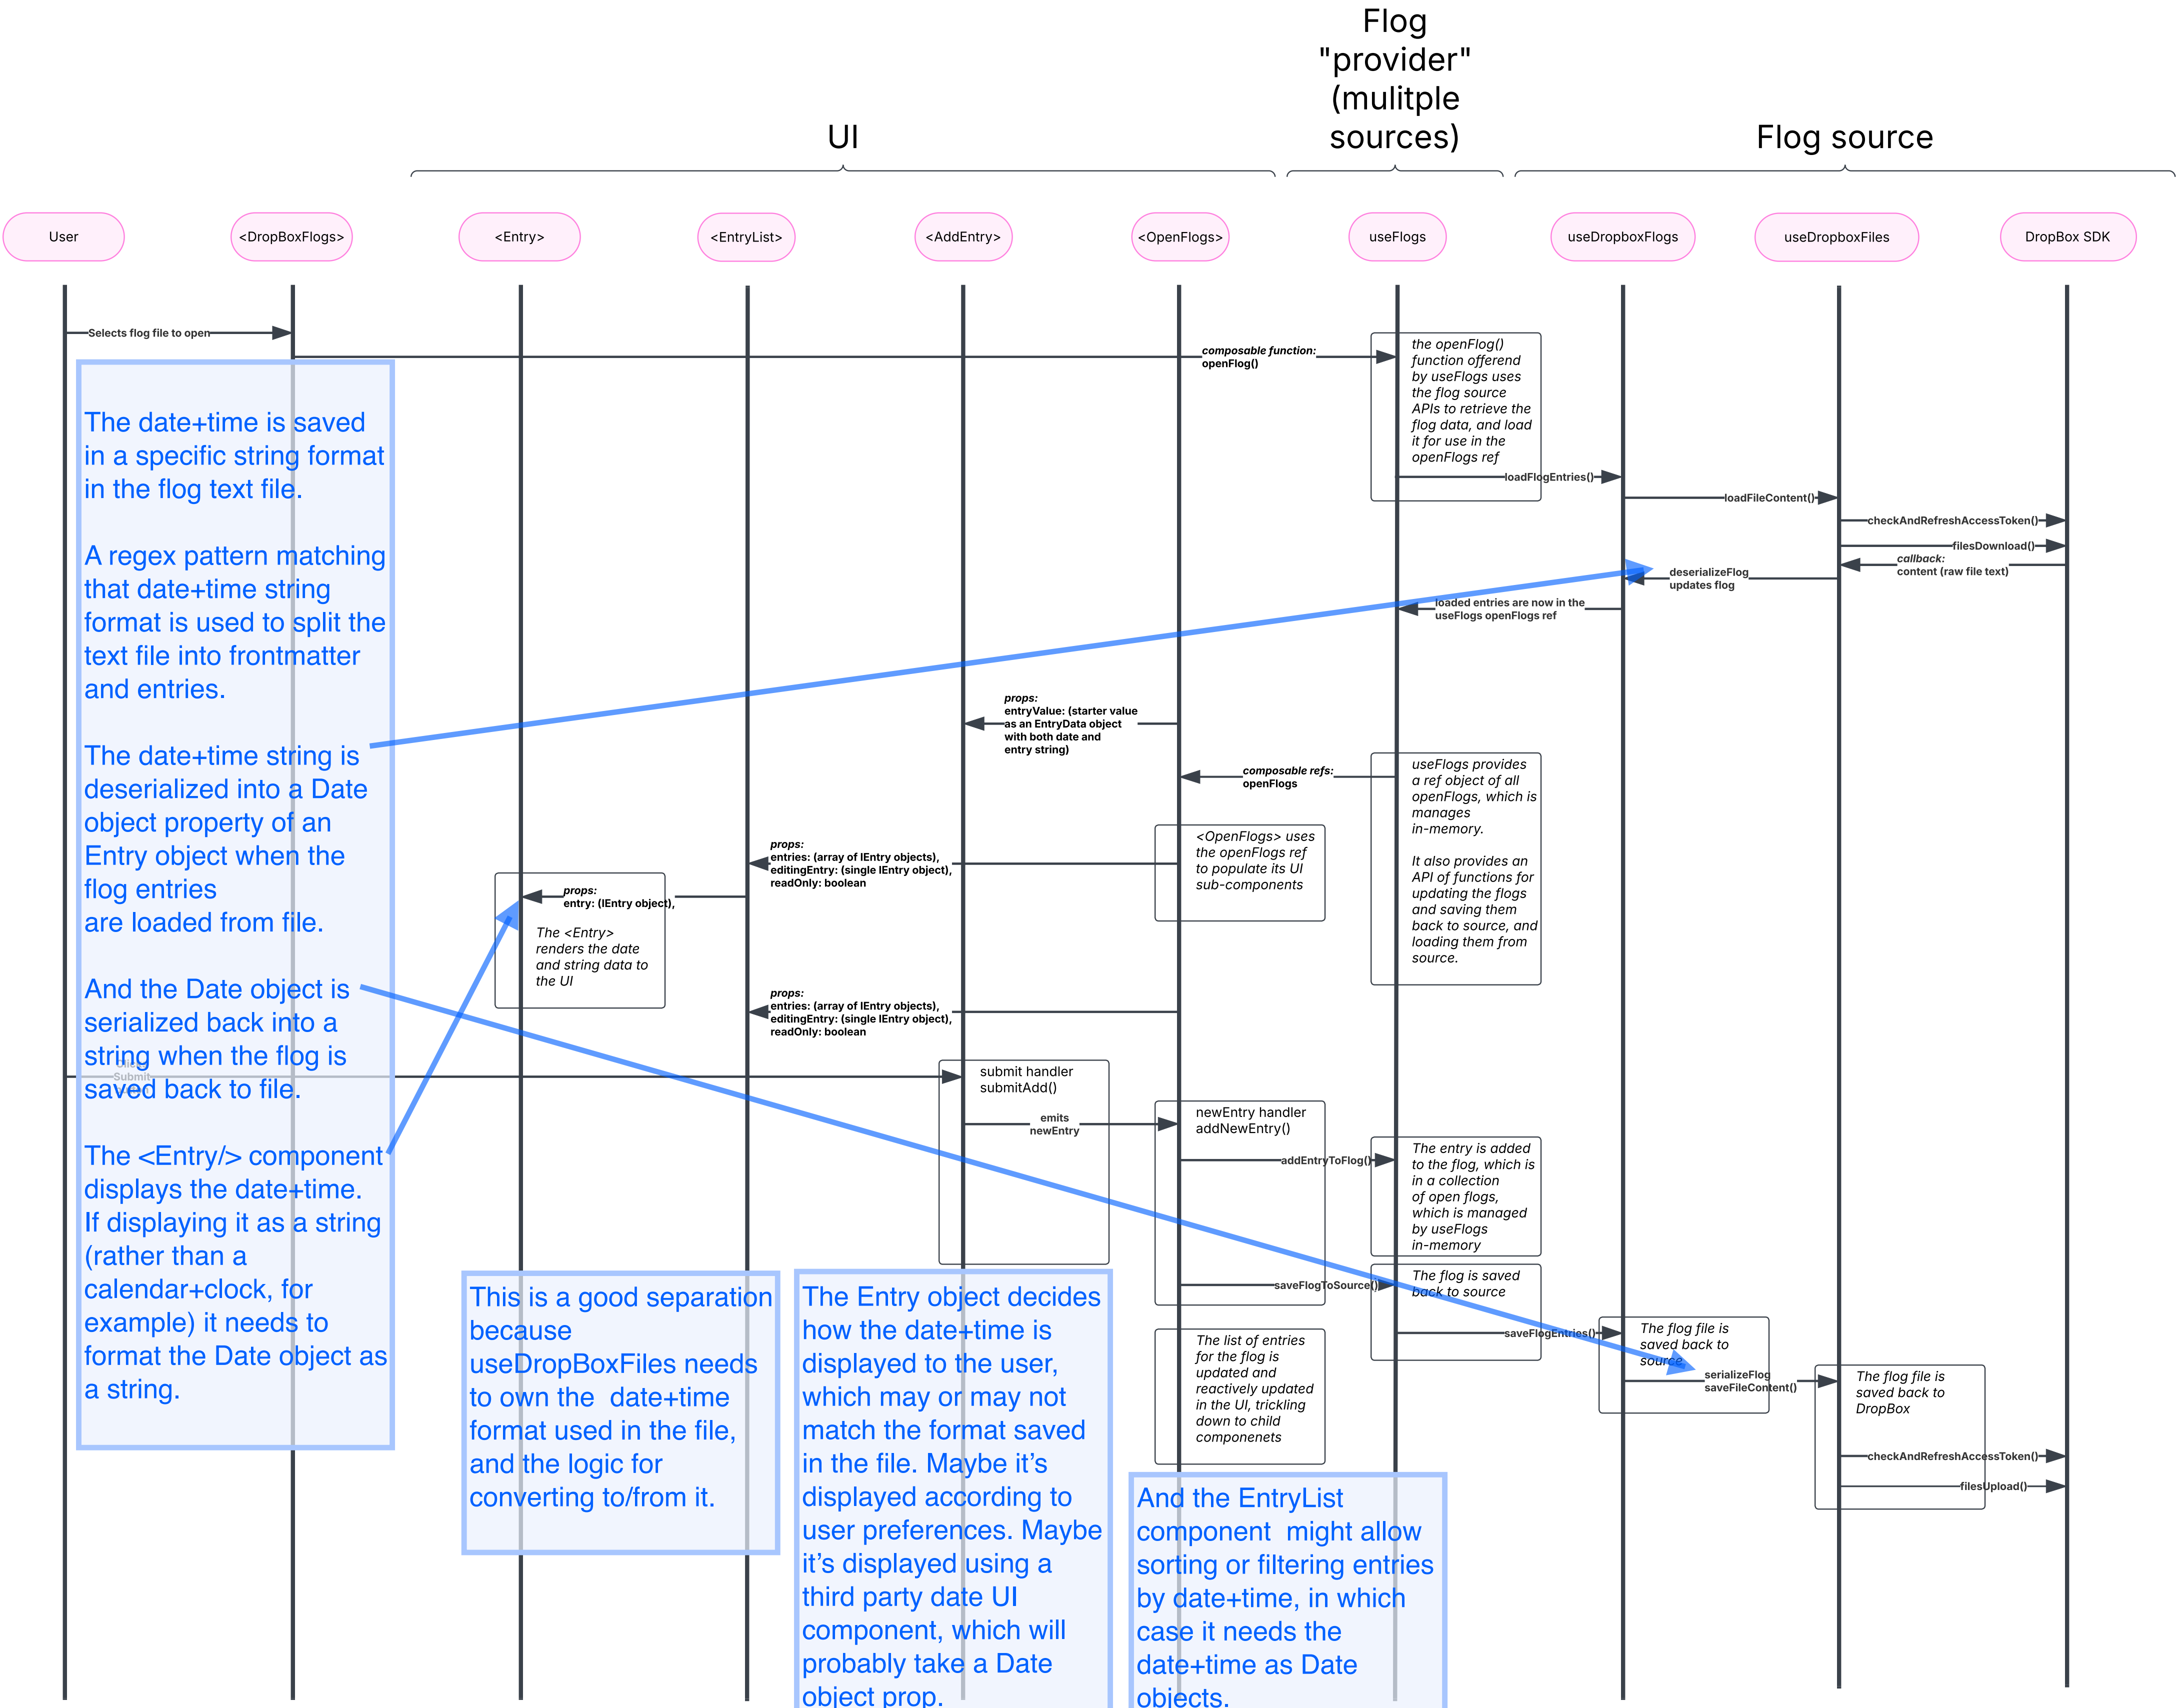 Flog
"provider"
(mulitple
sources)
UI
Flog source
User
<DropBoxFlogs>
<Entry>
<EntryList>
<AddEntry>
<OpenFlogs>
useFlogs
useDropboxFlogs
useDropboxFiles
DropBox SDK
Selects flog file to open
composable function:
openFlog()
the openFlog()
function offerend
by useFlogs uses
the flog source
APIs to retrieve the
flog data, and load
it for use in the
openFlogs ref
loadFlogEntries()
loadFileContent()
checkAndRefreshAccessToken()
filesDownload()
callback:
content (raw file text)
deserializeFlog
updates flog
loaded entries are now in the
useFlogs openFlogs ref
The date+time is saved
in a specific string format
in the flog text file.
A regex pattern matching
that date+time string
format is used to split the
text file into frontmatter
and entries.
The date+time string is
deserialized into a Date
object property of an
Entry object when the
flog entries
are loaded from file.
And the Date object is
serialized back into a
string when the flog is
saved back to file.
The <Entry/> component
displays the date+time.
If displaying it as a string
(rather than a
calendar+clock, for
example) it needs to
format the Date object as
a string.
props:
entryValue: (starter value
as an EntryData object
with both date and
entry string)
composable refs:
openFlogs
useFlogs provides
a ref object of all
openFlogs, which is
manages
in-memory.
It also provides an
API of functions for
updating the flogs
and saving them
back to source, and
loading them from
source.
<OpenFlogs> uses
the openFlogs ref
to populate its UI
sub-components
props:
entries: (array of IEntry objects),
editingEntry: (single IEntry object),
readOnly: boolean
props:
entry: (IEntry object),
The <Entry>
renders the date
and string data to
the UI
props:
entries: (array of IEntry objects),
editingEntry: (single IEntry object),
readOnly: boolean
Submit
submit handler
submitAdd()
emits
newEntry
newEntry handler
addNewEntry()
addEntryToFlog()
The entry is added
to the flog, which is
in a collection
of open flogs,
which is managed
by useFlogs
in-memory
saveFlogToSource()
The flog is saved
back to source
saveFlogEntries()
The flog file is
saved back to
source
serializeFlog
saveFileContent()
The flog file is
saved back to
DropBox
checkAndRefreshAccessToken()
filesUpload()
The list of entries
for the flog is
updated and
reactively updated
in the UI, trickling
down to child
componenets
This is a good separation
because
useDropBoxFiles needs
to own the  date+time
format used in the file,
and the logic for
converting to/from it.
The Entry object decides
how the date+time is
displayed to the user,
which may or may not
match the format saved
in the file. Maybe it's
displayed according to
user preferences. Maybe
it's displayed using a
third party date UI
component, which will
probably take a Date
object prop.
And the EntryList
component  might allow
sorting or filtering entries
by date+time, in which
case it needs the
date+time as Date
objects.